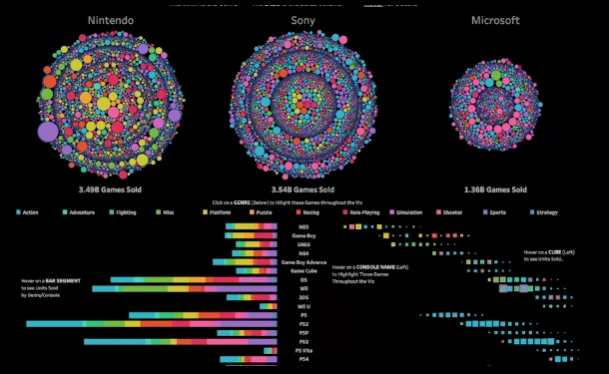 Nintendo
Sony
Microsoft
3.49B Games Sold
3.54B Games Sold
1.36B Games Sold
Click on a GENRE (Below) to Hilight those Games throughout the Viz
Action
Adventure
Fighting
Misc
Platform
Puzzle
Racing
Role-Playing
Simulation
Shooter
Sports
Strategy
NES
Game Boy
SNES
N64
Game Boy Advance
Game Cube
DS
Wii
3DS
Wii U
PS
PS2
PSP
PS3
PS Vita
PS4
Hover on a BAR SEGMENT
to see Units Sold
by Genre/Console
Hover on a CONSOLE NAME (Left)
to Highlight Those Games
Throughout the Viz
Hover on a CUBE (Left)
to see Units Sold..